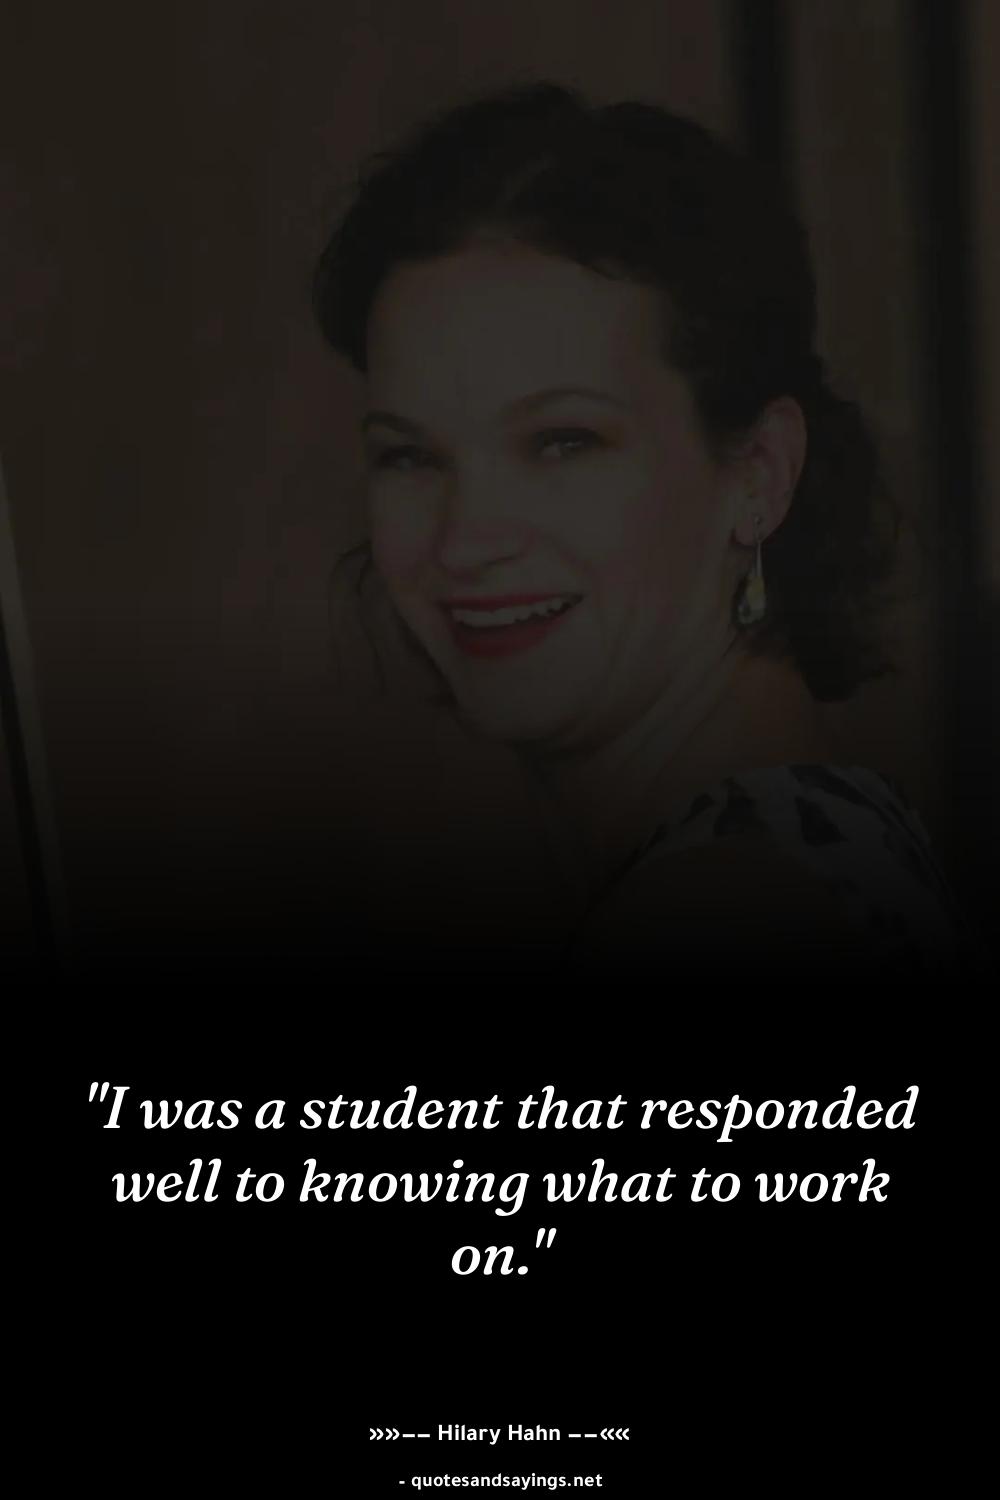 "I was a student that responded
well to knowing what to work
on."
»»–– Hilary Hahn ––««
- quotesandsayings.net